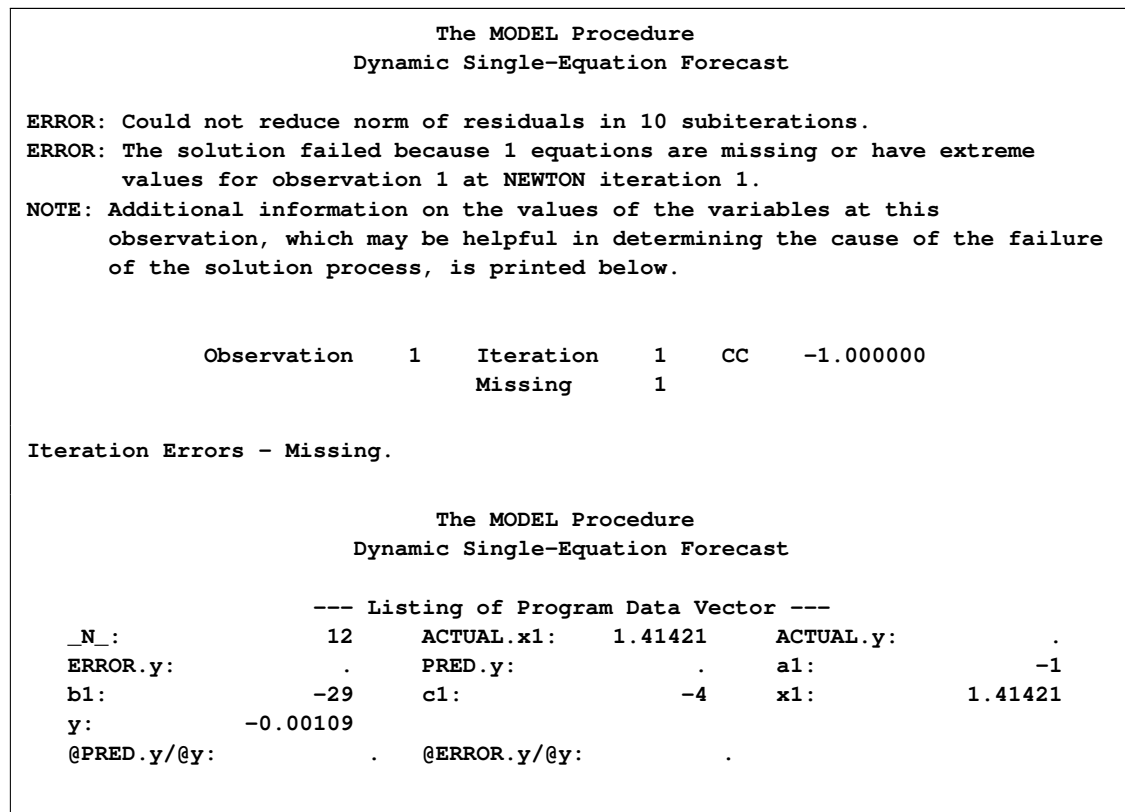 The MODEL Procedure
Dynamic Single-Equation Forecast
ERROR: Could not reduce norm of residuals in 10 subiterations.
ERROR: The solution failed because 1 equations are missing or have extreme
values for observation 1 at NEWTON iteration 1.
NOTE: Additional information on the values of the variables at this
observation, which may be helpful in determining the cause of the failure
of the solution process, is printed below.
Observation 1 Iteration 1 CC -1.000000
Missing 1
Iteration Errors - Missing.
The MODEL Procedure
Dynamic Single-Equation Forecast
--- Listing of Program Data Vector ---
_N_: 12 ACTUAL.x1: 1.41421 ACTUAL.y: .
ERROR.y: . PRED.y: . a1: -1
b1: -29 c1: -4 x1: 1.41421
y: -0.00109
@PRED.y/@y: . @ERROR.y/@y: .